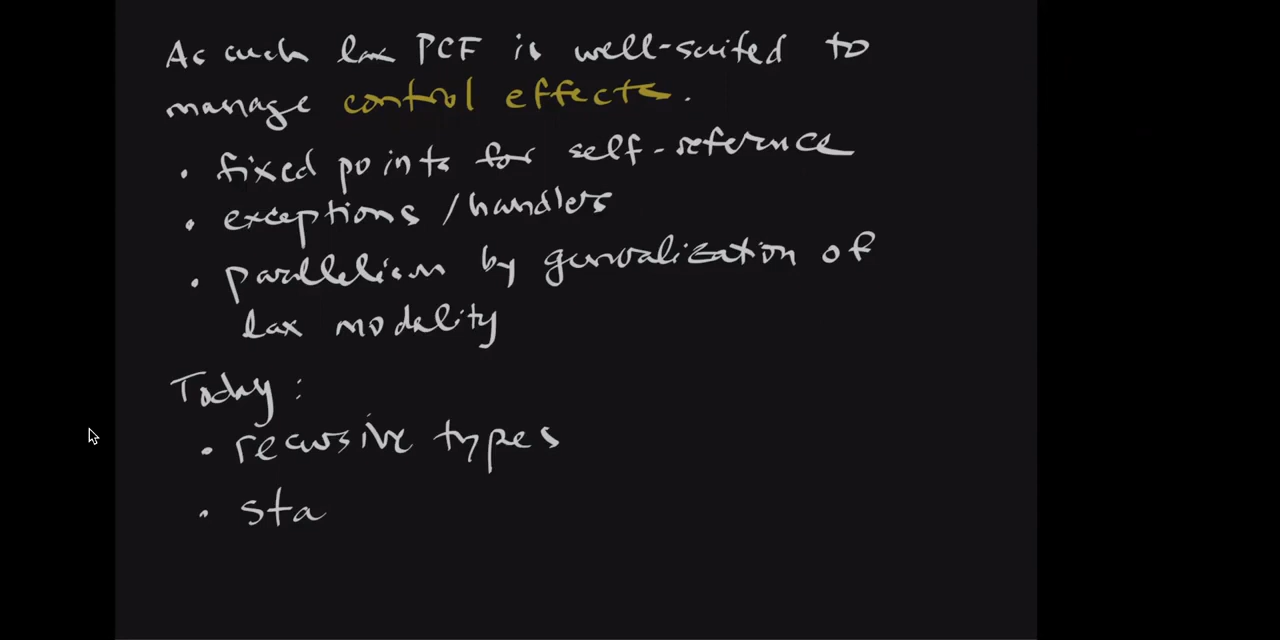 As such lax PCF is well-suited to
manage control effects.
• fixed points for self-reference
• exceptions / handlers
• parallelism by generalization of
lax modality
Today:
• recursive types
• sta